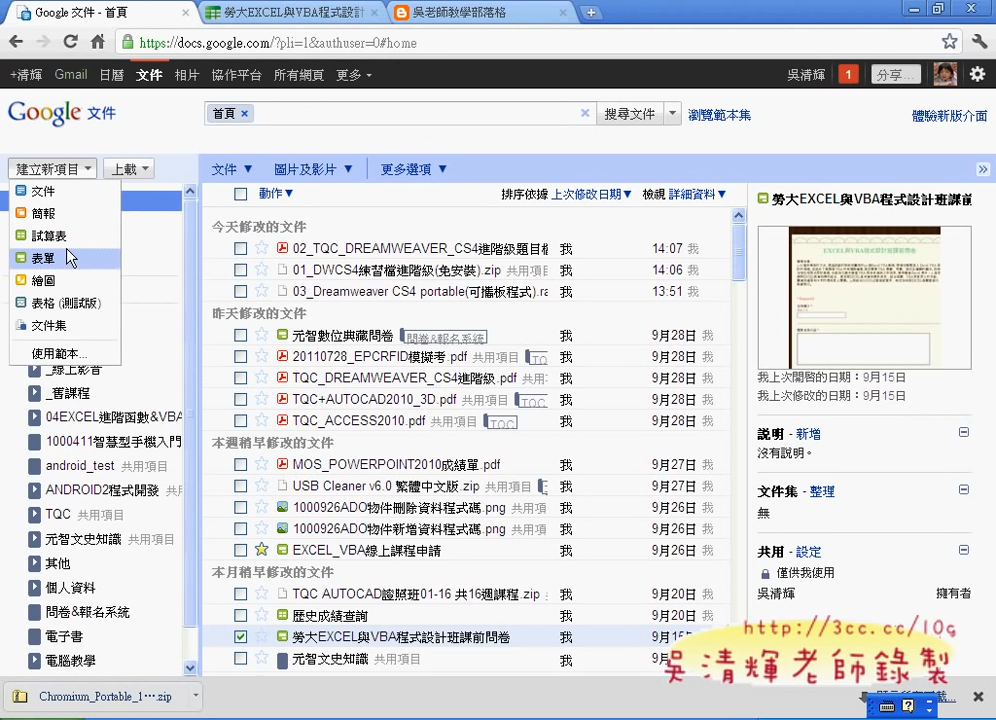 Google 文件 - 首頁
勞大EXCEL與VBA程式設計
吳老師教學部落格
https://docs.google.com/?pli=1&authuser=0#home
+清輝 Gmail 日曆 文件 相片 協作平台 所有網頁 更多
吳清輝 1 分享...
Google 文件
首頁 ×
搜尋文件
瀏覽範本集
體驗新版介面
建立新項目
上載
文件
簡報
試算表
表單
繪圖
表格 (測試版)
文件集
使用範本...
_線上影音
_舊課程
04EXCEL進階函數&VBA
1000411智慧型手機入門
android_test 共用項目
ANDROID2程式開發
TQC 共用項目
元智文史知識 共用項目
其他
個人資料
問卷&報名系統
電子書
電腦教學
文件▼ 圖片及影片▼ 更多選項▼
動作▼ 排序依據 上次修改日期▼ 檢視 詳細資料▼
今天修改的文件
02_TQC_DREAMWEAVER_CS4進階級題目 我 14:07 我
01_DWCS4練習檔進階級(免安裝).zip 共用項 我 14:06 我
03_Dreamweaver CS4 portable(可攜板程式).ra 我 13:51 我
昨天修改的文件
元智數位典藏問卷 問卷&報名系統 我 9月28日 我
20110728_EPCRFID模擬考.pdf 共用項目 TQ 我 9月28日 我
TQC_DREAMWEAVER_CS4進階級.pdf 共用 我 9月28日 我
TQC+AUTOCAD2010_3D.pdf 共用項目 TQC 我 9月28日 我
TQC_ACCESS2010.pdf 共用項目 TQC 我 9月28日 我
本週稍早修改的文件
MOS_POWERPOINT2010成績單.pdf 我 9月27日 我
USB Cleaner v6.0 繁體中文版.zip 共用項目 我 9月27日 我
1000926ADO物件刪除資料程式碼.png 共用項 我 9月26日 我
1000926ADO物件新增資料程式碼.png 共用項 我 9月26日 我
EXCEL_VBA線上課程申請 我 9月26日 我
本月稍早修改的文件
TQC AUTOCAD證照班01-16 共16週課程.zip 共用項 我 9月20日 我
歷史成績查詢 我 9月20日 我
勞大EXCEL與VBA程式設計班課前問卷 我 9月15
元智文史知識 共用項目 我 9月
勞大EXCEL與VBA程式設計班課前
我上次開啓的日期：9月15日
我上次修改的日期：9月15日
説明 - 新增
沒有說明。
文件集 - 整理
無
共用 - 設定
僅供我使用
吳清輝 擁有者
http://3cc.cc/10g
吳清輝老師錄製
Chromium_Portable_1···.zip